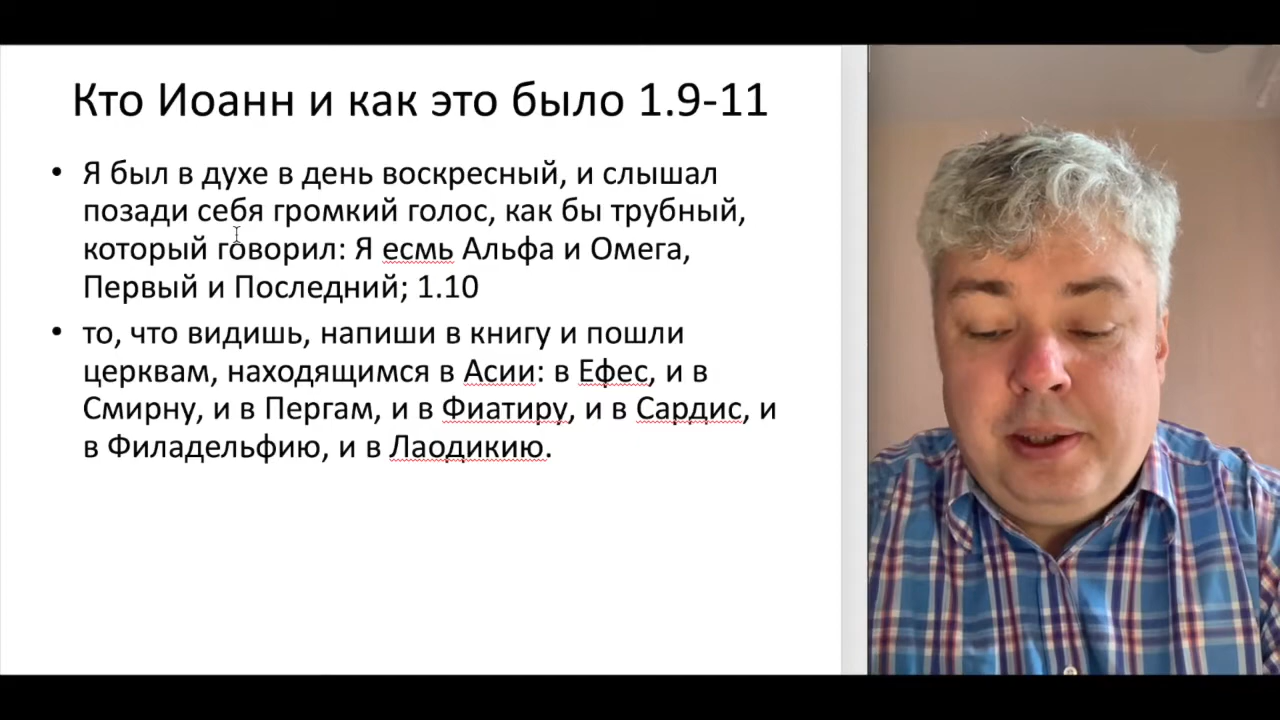 Кто Иоанн и как это было 1.9-11
• Я был в духе в день воскресный, и слышал
позади себя громкий голос, как бы трубный,
который говорил: Я есмь Альфа и Омега,
Первый и Последний; 1.10
• то, что видишь, напиши в книгу и пошли
церквам, находящимся в Асии: в Ефес, и в
Смирну, и в Пергам, и в Фиатиру, и в Сардис, и
в Филадельфию, и в Лаодикию.